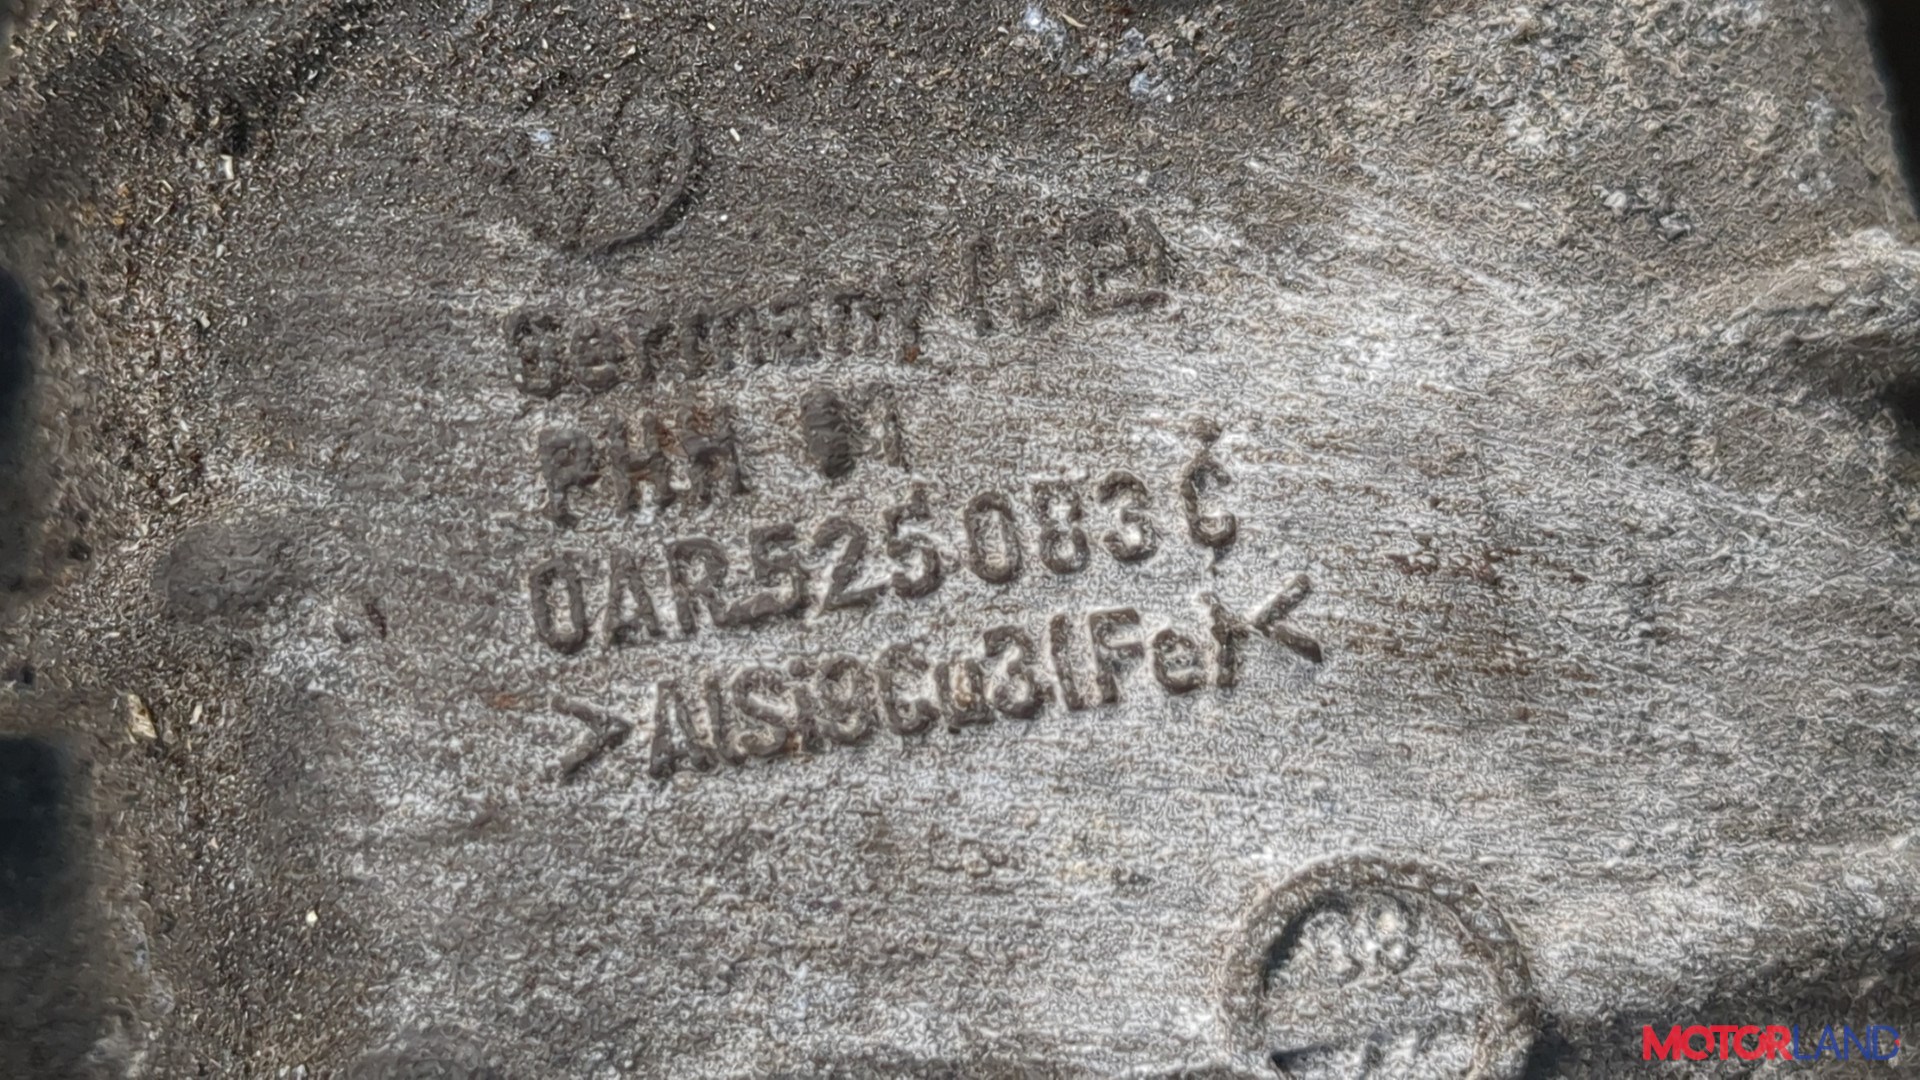 Germany
0AR525083C
>AlSi9Cu3(Fe)<
MOTORLAND